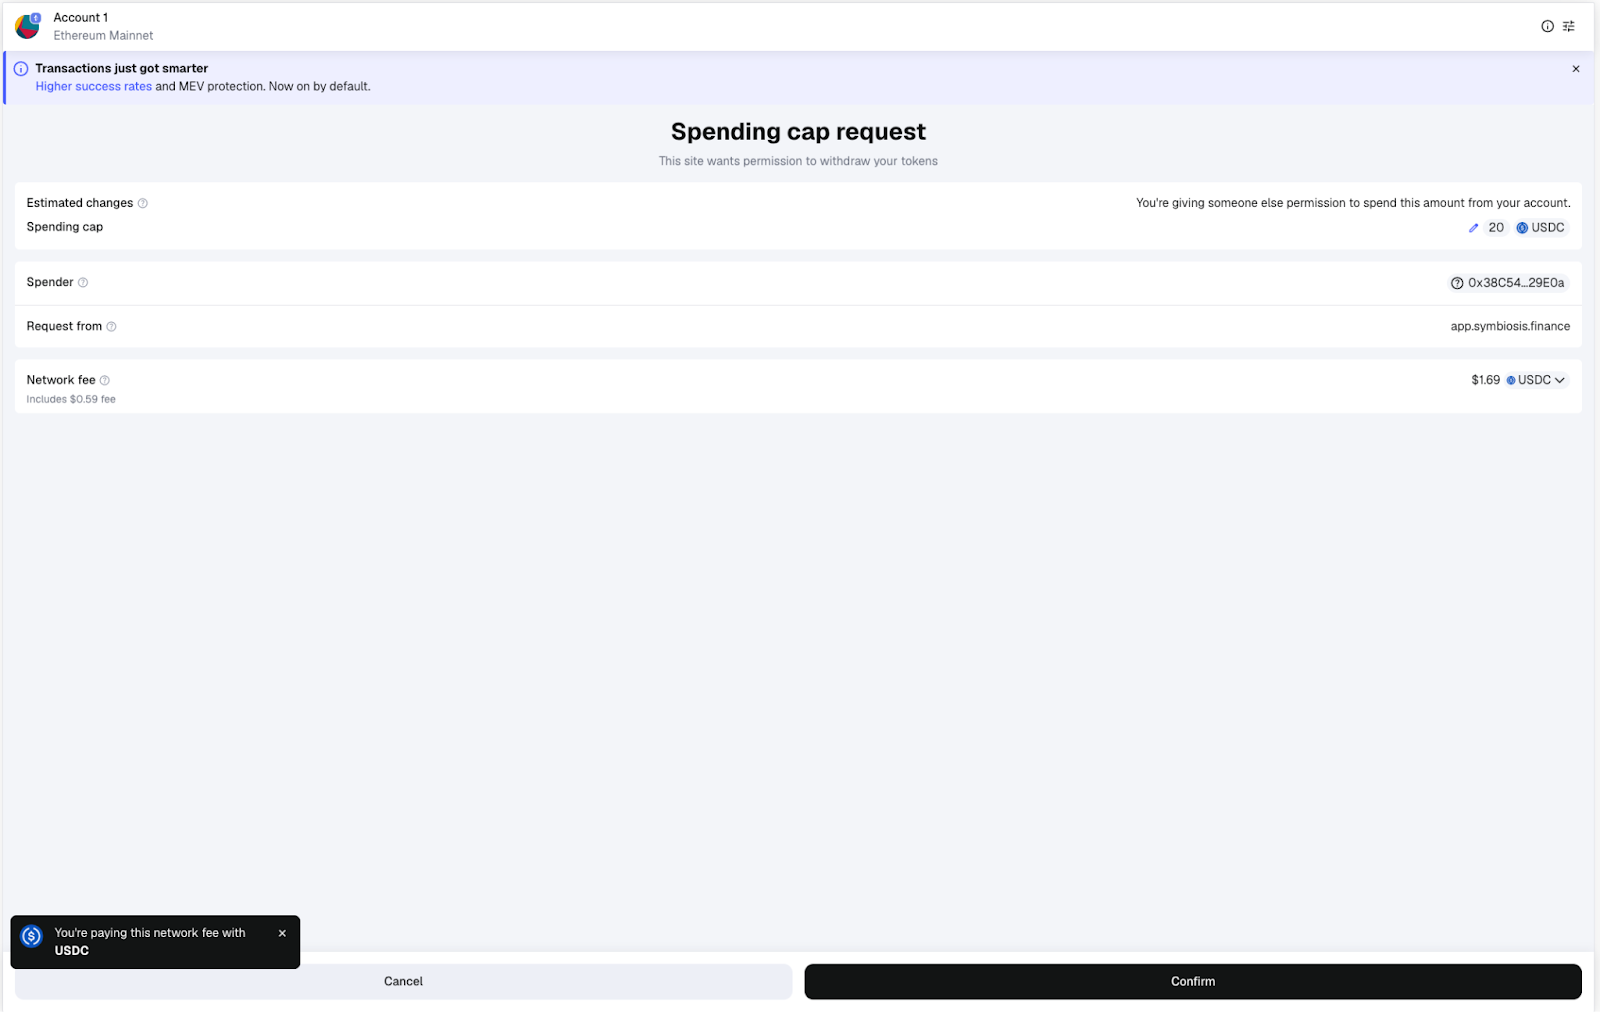 Account 1
Ethereum Mainnet
Transactions just got smarter
Higher success rates and MEV protection. Now on by default.
Spending cap request
This site wants permission to withdraw your tokens
Estimated changes
You're giving someone else permission to spend this amount from your account.
Spending cap
20 USDC
Spender
0x38C54...29E0a
Request from
app.symbiosis.finance
Network fee
$1.69 USDC
Includes $0.59 fee
You're paying this network fee with
USDC
Cancel
Confirm